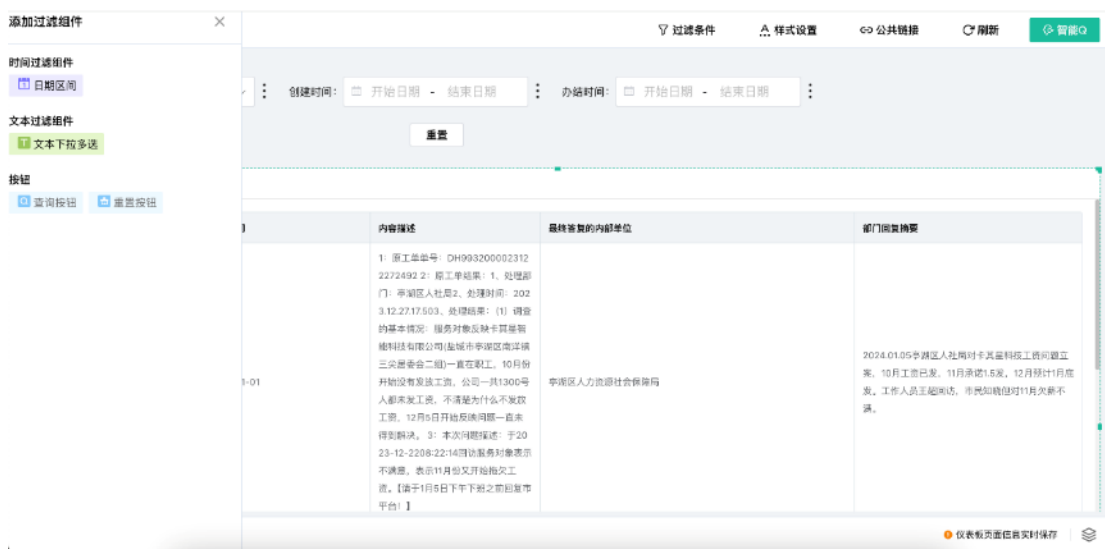 添加过滤组件
过滤条件 样式设置 公共链接 刷新 智能Q
时间过滤组件
日期区间
创建时间： 开始日期 - 结束日期 办结时间： 开始日期 - 结束日期
文本过滤组件
文本下拉多选
重置
按钮
查询按钮 重置按钮
内容描述 最终答复的内部单位 部门回复摘要
1：原工单单号：DH993200002312
2272492 2：原工单结果：1、处理部
门：亭湖区人社局2、处理时间：202
3.12.27.17.503、处理结果：（1）调查
的基本情况：服务对象反映卡其星智
能科技有限公司(盐城市亭湖区南洋镇
三尖居委会二组)一直在职工，10月份
开始没有发放工资，公司一共1300号
人都未发工资，不清楚为什么不发放
工资，12月5日开始反映问题一直未
得到解决。 3：本次问题描述：于20
23-12-2208:22:14回访服务对象表示
不满意，表示11月份又开始拖欠工
资。【请于1月5日下午下班之前回复市
平台！】
1-01
亭湖区人力资源社会保障局
2024.01.05亭湖区人社局对卡其星科技工资问题立
案，10月工资已发，11月承诺1.5发，12月预计1月底
发。工作人员王超回访，市民知晓但对11月欠薪不
满。
仪表板页面信息实时保存